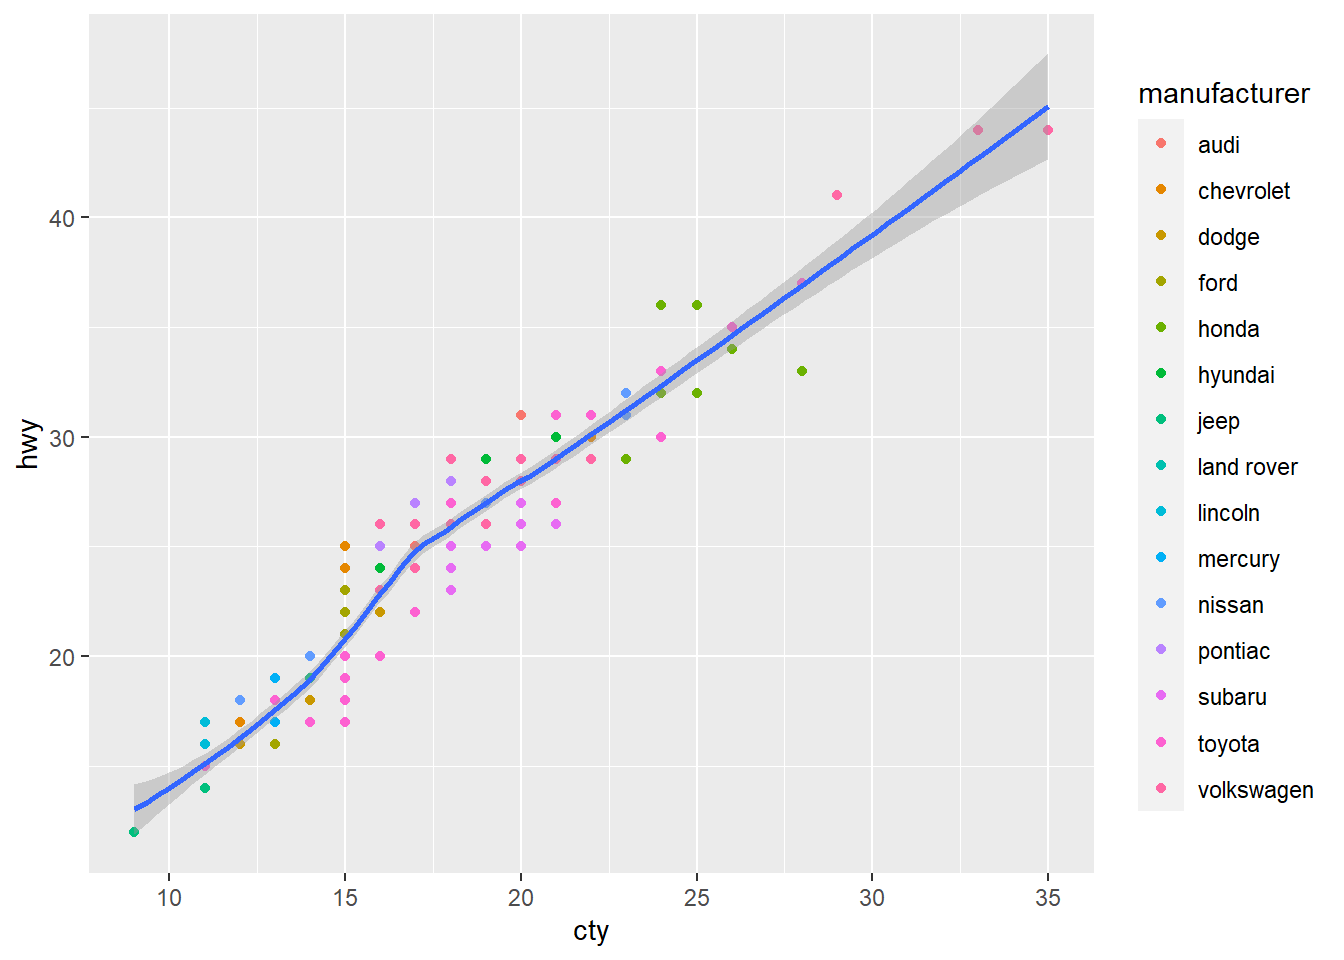 hwy
40
30
20
10 15 20 25 30 35
cty
manufacturer
audi
chevrolet
dodge
ford
honda
hyundai
jeep
land rover
lincoln
mercury
nissan
pontiac
subaru
toyota
volkswagen